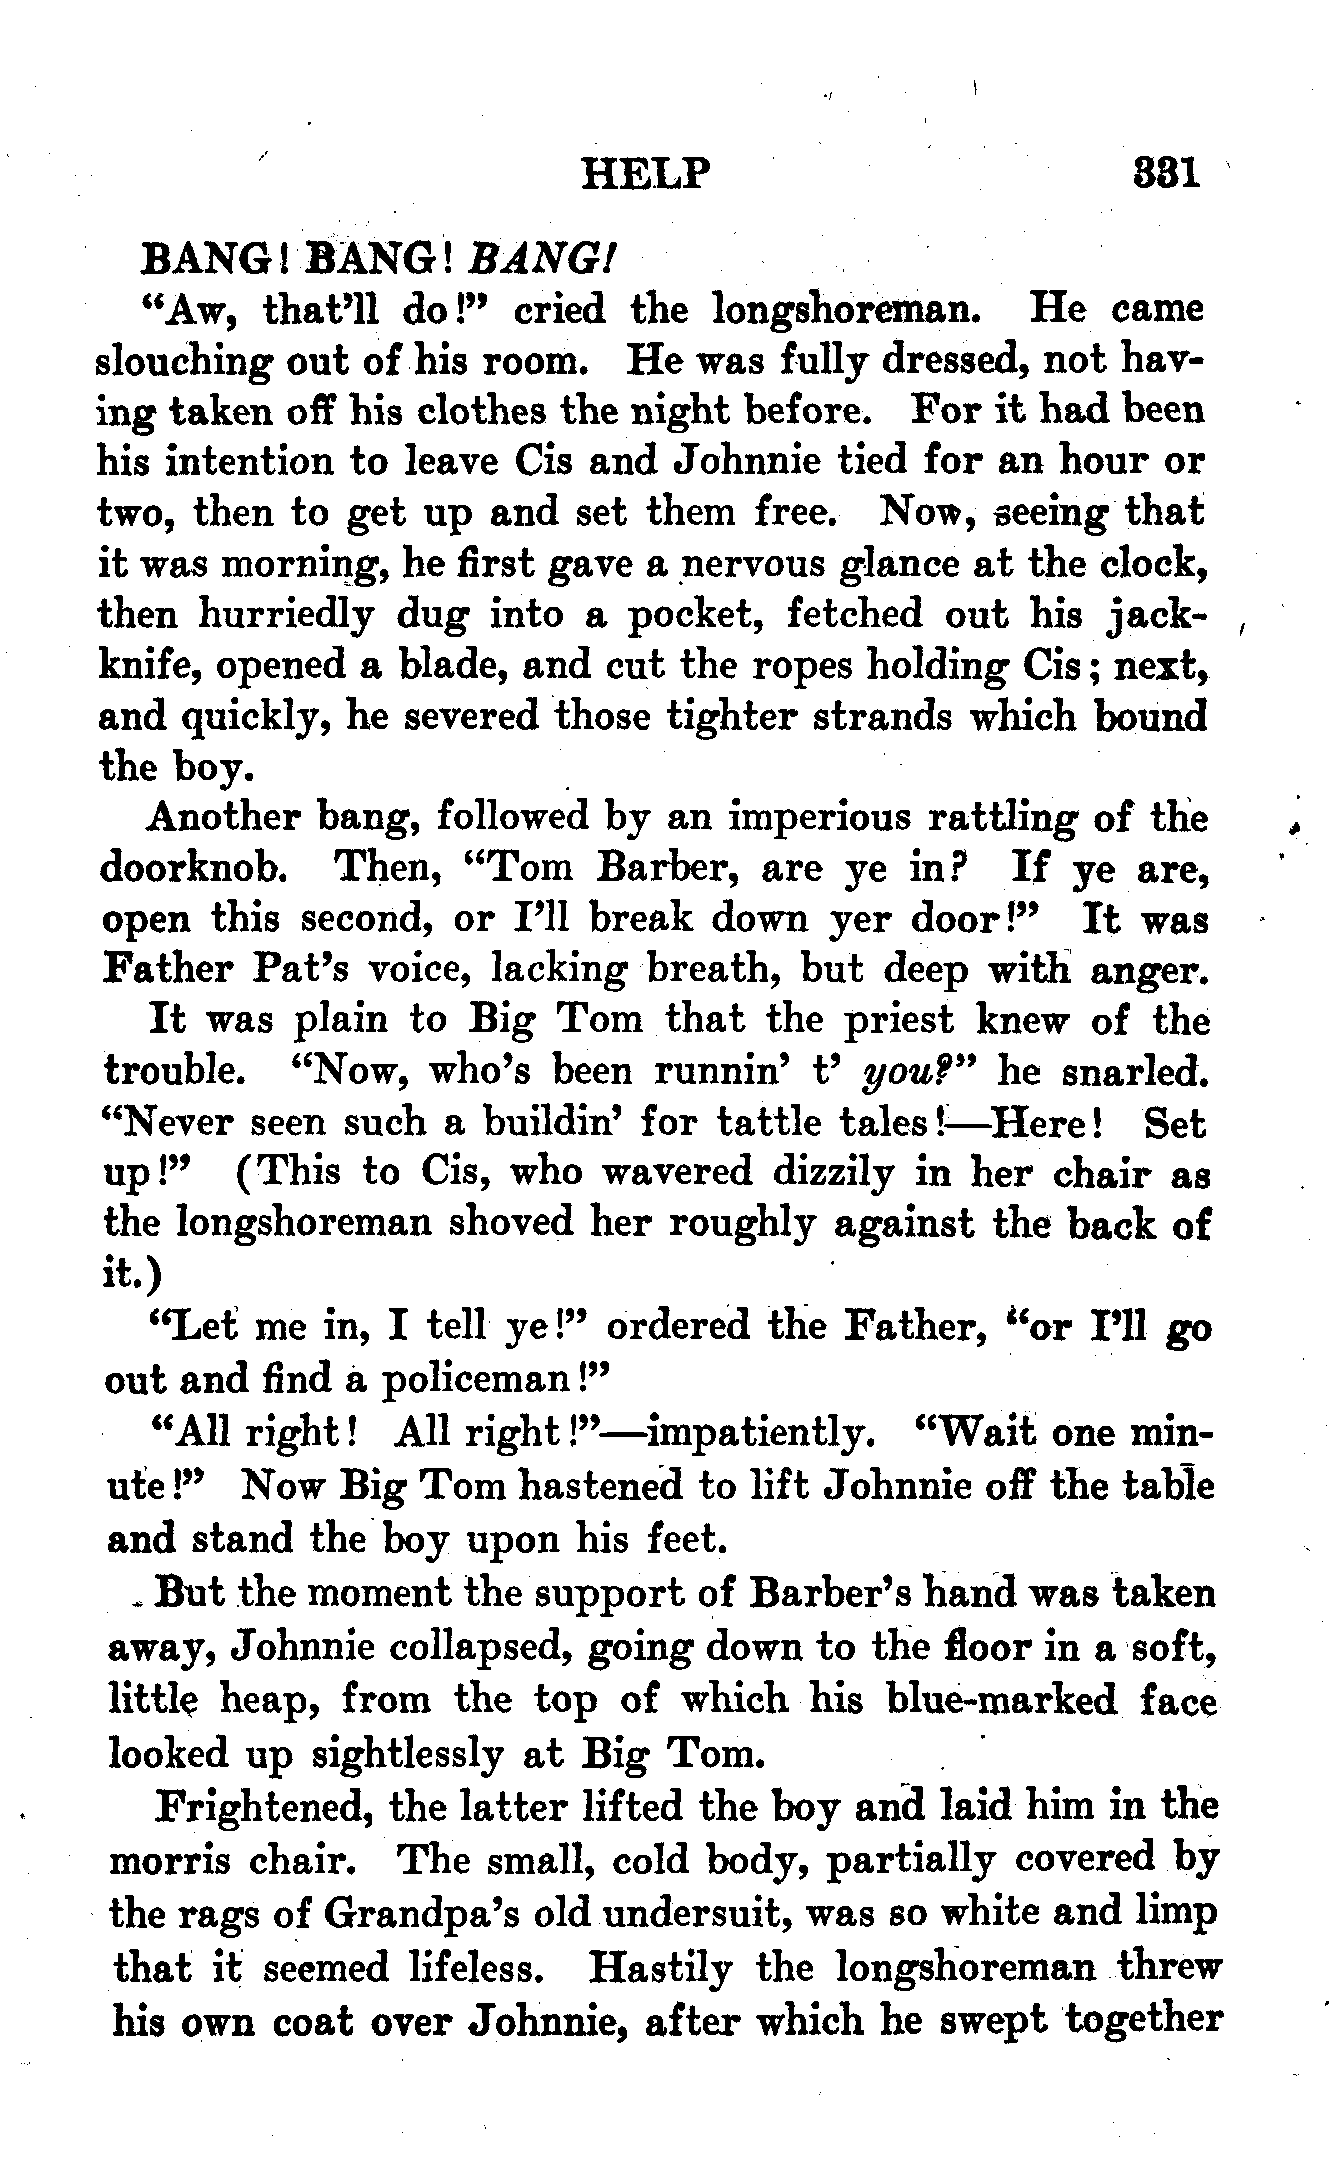 HELP 331
BANG! BANG! BANG!
"Aw, that'll do!" cried the longshoreman. He came
slouching out of his room. He was fully dressed, not hav-
ing taken off his clothes the night before. For it had been
his intention to leave Cis and Johnnie tied for an hour or
two, then to get up and set them free. Now, seeing that
it was morning, he first gave a nervous glance at the clock,
then hurriedly dug into a pocket, fetched out his jack-
knife, opened a blade, and cut the ropes holding Cis; next,
and quickly, he severed those tighter strands which bound
the boy.
Another bang, followed by an imperious rattling of the
doorknob. Then, "Tom Barber, are ye in? If ye are,
open this second, or I'll break down yer door!" It was
Father Pat's voice, lacking breath, but deep with anger.
It was plain to Big Tom that the priest knew of the
trouble. "Now, who's been runnin' t' you?" he snarled.
"Never seen such a buildin' for tattle tales!—Here! Set
up!" (This to Cis, who wavered dizzily in her chair as
the longshoreman shoved her roughly against the back of
it.)
"Let me in, I tell ye!" ordered the Father, "or I'll go
out and find a policeman!"
"All right! All right!"—impatiently. "Wait one min-
ute!" Now Big Tom hastened to lift Johnnie off the table
and stand the boy upon his feet.
But the moment the support of Barber's hand was taken
away, Johnnie collapsed, going down to the floor in a soft,
little heap, from the top of which his blue-marked face
looked up sightlessly at Big Tom.
Frightened, the latter lifted the boy and laid him in the
morris chair. The small, cold body, partially covered by
the rags of Grandpa's old undersuit, was so white and limp
that it seemed lifeless. Hastily the longshoreman threw
his own coat over Johnnie, after which he swept together